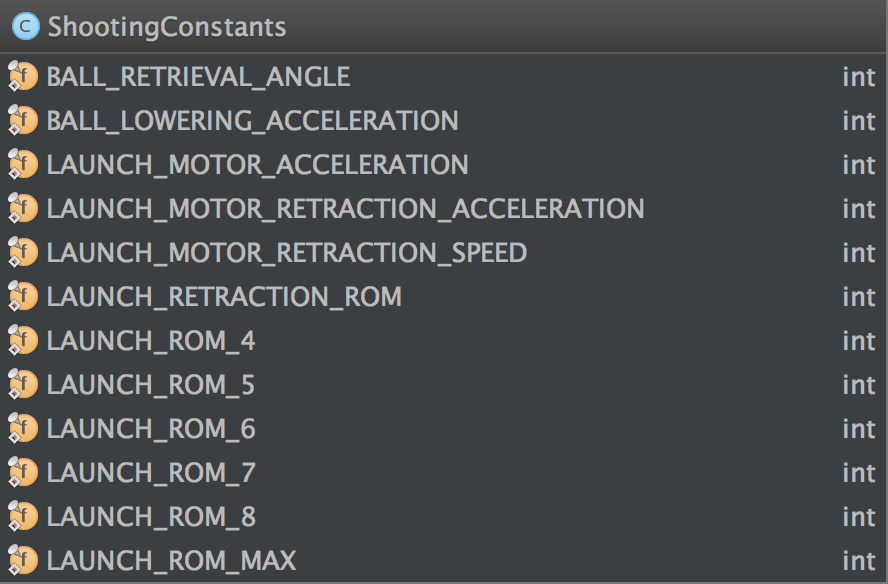 C ShootingConstants
f BALL_RETRIEVAL_ANGLE int
f BALL_LOWERING_ACCELERATION int
f LAUNCH_MOTOR_ACCELERATION int
f LAUNCH_MOTOR_RETRACTION_ACCELERATION int
f LAUNCH_MOTOR_RETRACTION_SPEED int
f LAUNCH_RETRACTION_ROM int
f LAUNCH_ROM_4 int
f LAUNCH_ROM_5 int
f LAUNCH_ROM_6 int
f LAUNCH_ROM_7 int
f LAUNCH_ROM_8 int
f LAUNCH_ROM_MAX int